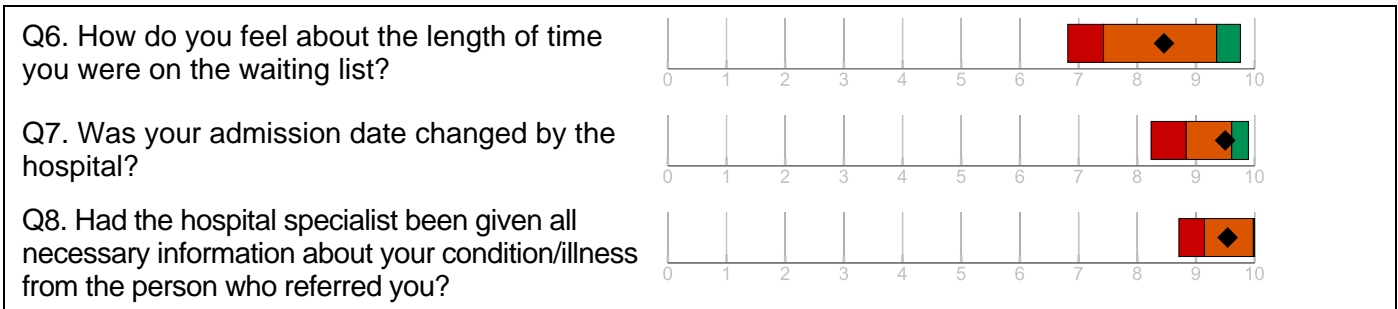 Q6. How do you feel about the length of time
you were on the waiting list?
0 1 2 3 4 5 6 7 8 9 10
Q7. Was your admission date changed by the
hospital?
0 1 2 3 4 5 6 7 8 9 10
Q8. Had the hospital specialist been given all
necessary information about your condition/illness
from the person who referred you?
0 1 2 3 4 5 6 7 8 9 10